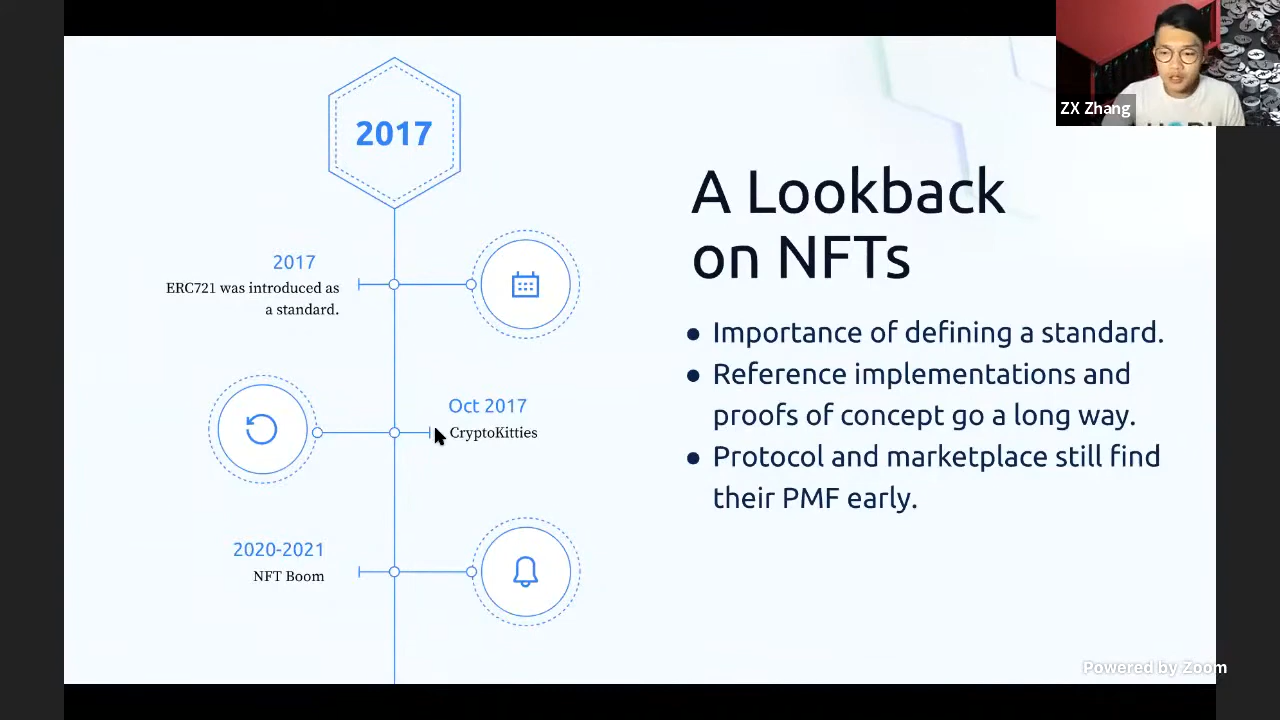 2017
2017
ERC721 was introduced as
a standard.
Oct 2017
CryptoKitties
2020-2021
NFT Boom
A Lookback
on NFTs
● Importance of defining a standard.
● Reference implementations and
proofs of concept go a long way.
● Protocol and marketplace still find
their PMF early.
ZX Zhang
Powered by Zoom